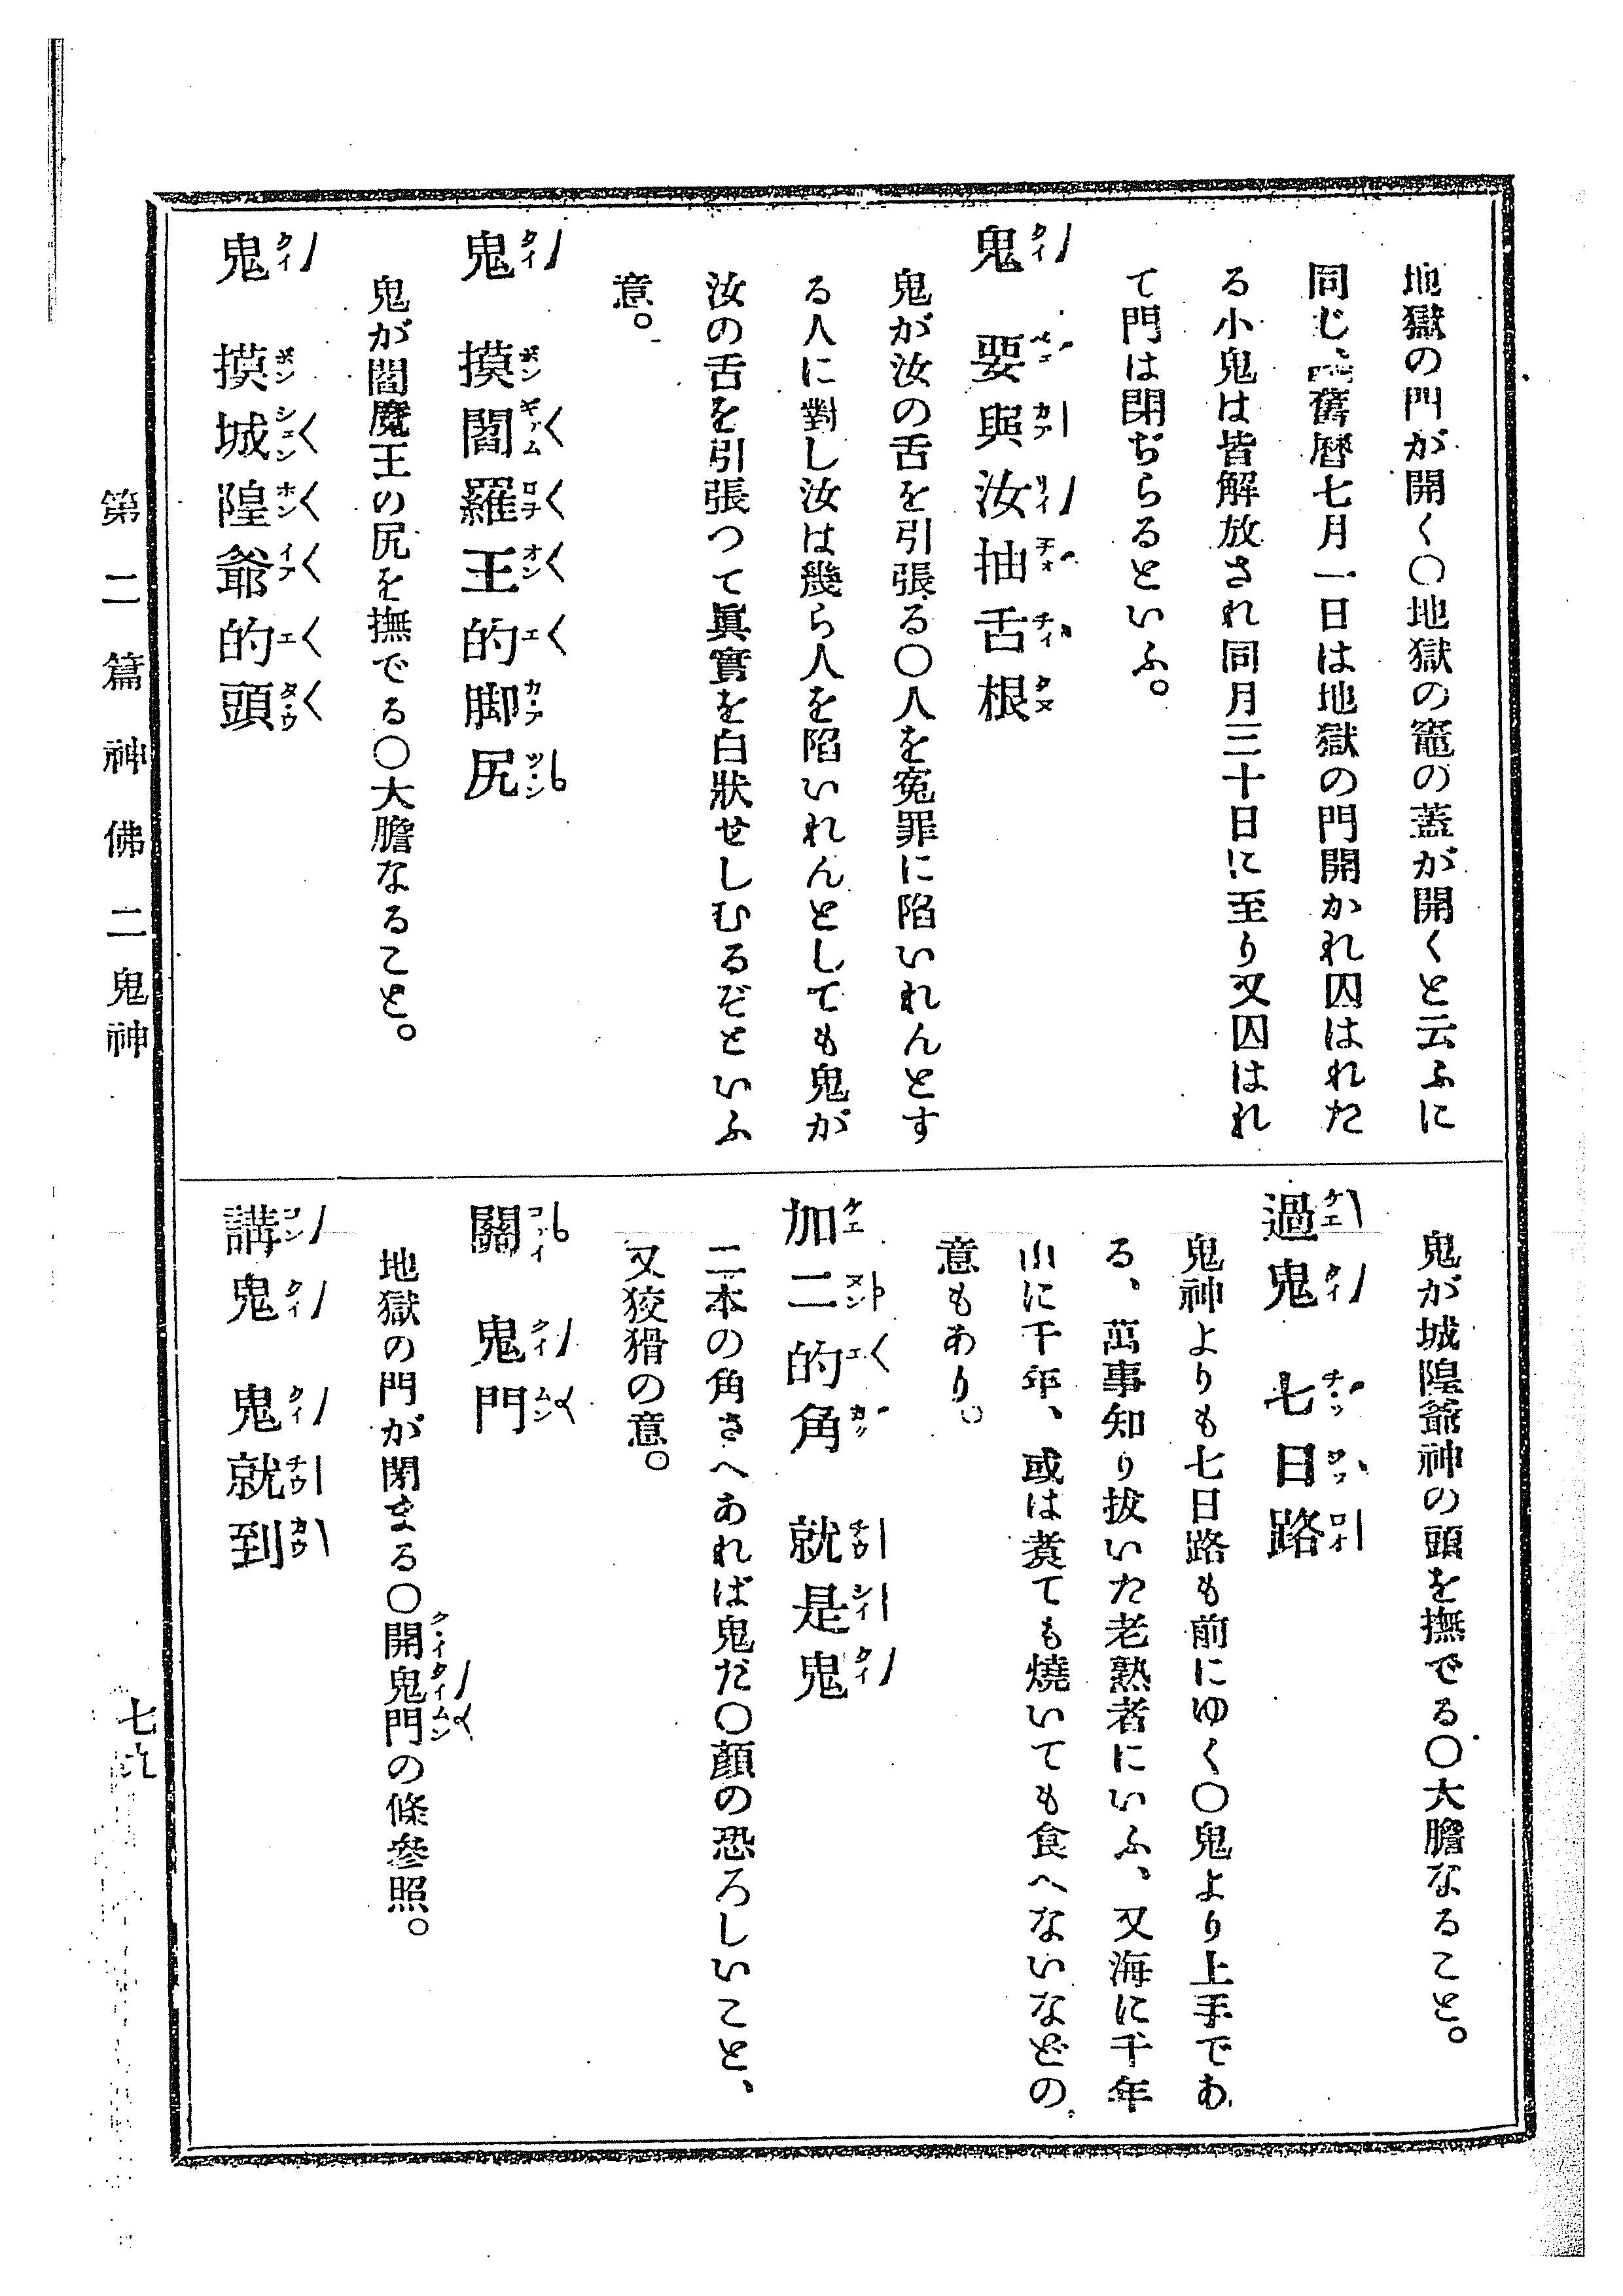 地獄の門が開く〇地獄の竈の蓋が開くと云ふに
同じ、舊曆七月一日は地獄の門開かれ囚はれた
る小鬼は皆解放され同月三十日に至り又囚はれ
て門は閉ぢらるといふ。
鬼 要與汝抽舌根
鬼が汝の舌を引張る〇人を寃罪に陷いれんとす
る人に對し汝は幾ら人を陷いれんとしても鬼が
汝の舌を引張つて眞實を白狀せしむるぞといふ
意。
鬼 摸閻羅王的脚尻
鬼が閻魔王の尻を撫でる〇大膽なること。
鬼 摸城隍爺的頭
鬼が城隍爺神の頭を撫でる〇大膽なること。
過鬼 七日路
鬼神よりも七日路も前にゆく〇鬼より上手であ
る、萬事知り拔いた老熟者にいふ、又海に千年
山に千年、或は煑ても燒いても食へないなどの
意もあり。
加二的角 就是鬼
二本の角さへあれば鬼だ〇顏の恐ろしいこと、
又狡猾の意。
關 鬼門
地獄の門が閉まる〇開鬼門の條參照。
講鬼 鬼就到
第二篇 神佛 二 鬼神
七九